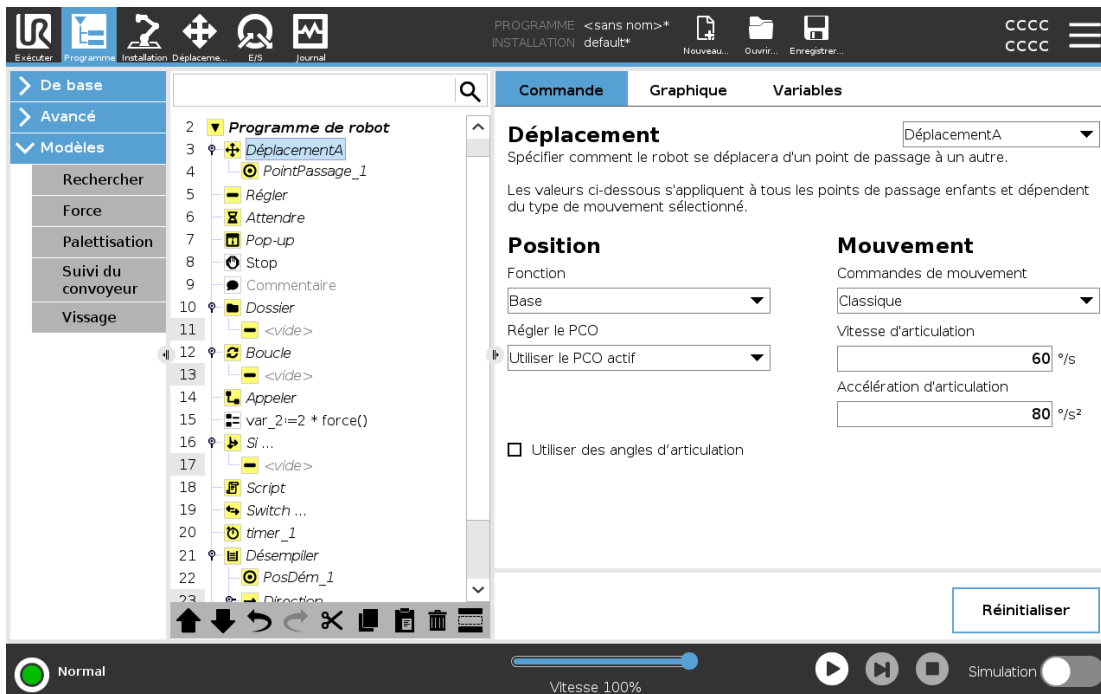 PROGRAMME <sans nom>*
INSTALLATION default*
CCCC
CCCC
Exécuter
Programme
Installation
Déplaceme...
E/S
Journal
Nouveau...
Ouvrir...
Enregistrer...
De base
Avancé
Modèles
Rechercher
Force
Palettisation
Suivi du
convoyeur
Vissage
2 Programme de robot
3 DéplacementA
4 PointPassage_1
5 Régler
6 Attendre
7 Pop-up
8 Stop
9 Commentaire
10 Dossier
11 <vide>
12 Boucle
13 <vide>
14 Appeler
15 var_2:=2 * force()
16 Si ...
17 <vide>
18 Script
19 Switch ...
20 timer_1
21 Désempiler
22 PosDém_1
23 Direction
Commande
Graphique
Variables
Déplacement
DéplacementA
Spécifier comment le robot se déplacera d'un point de passage à un autre.
Les valeurs ci-dessous s'appliquent à tous les points de passage enfants et dépendent
du type de mouvement sélectionné.
Position
Fonction
Base
Régler le PCO
Utiliser le PCO actif
Mouvement
Commandes de mouvement
Classique
Vitesse d'articulation
60 °/s
Accélération d'articulation
80 °/s²
Utiliser des angles d'articulation
Réinitialiser
Normal
Vitesse 100%
Simulation